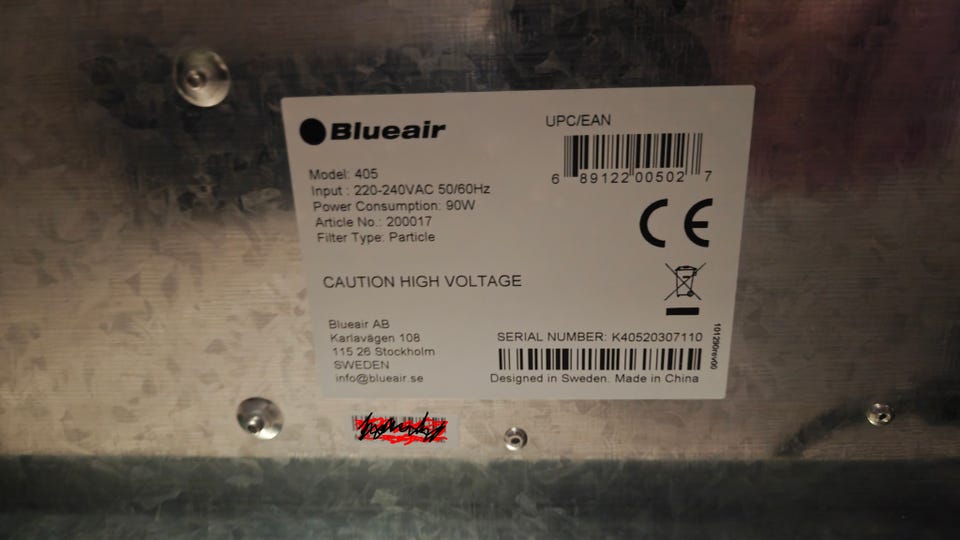 Blueair
Model: 405
Input : 220-240VAC 50/60Hz
Power Consumption: 90W
Article No.: 200017
Filter Type: Particle
CAUTION HIGH VOLTAGE
Blueair AB
Karlavägen 108
115 26 Stockholm
SWEDEN
info@blueair.se
UPC/EAN
6 89122 00502 7
CE
SERIAL NUMBER: K40520307110
Designed in Sweden. Made in China
101290rev00